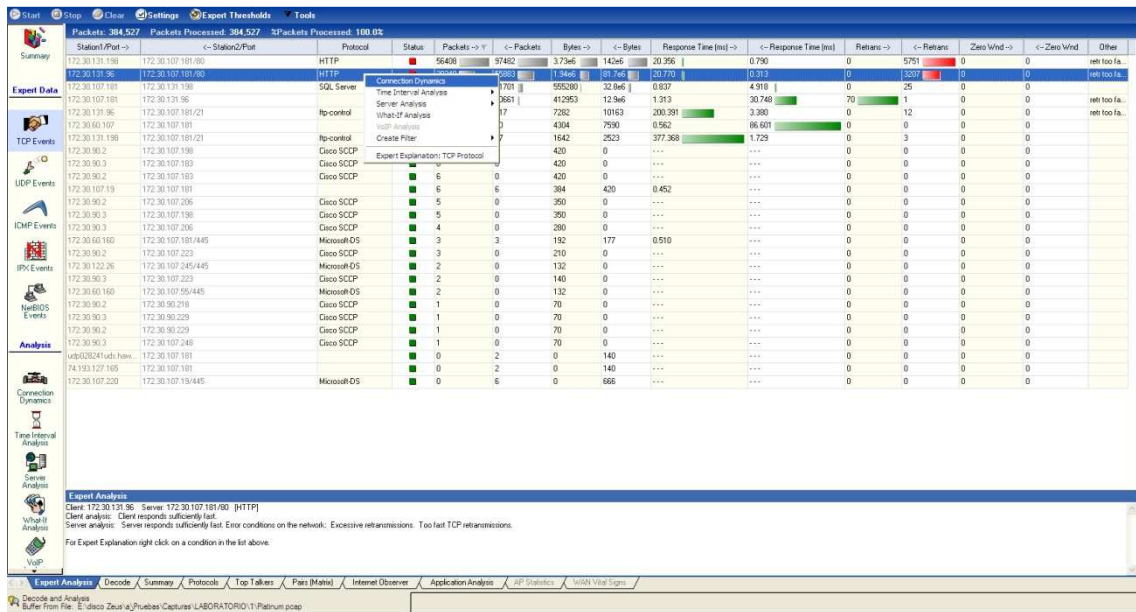 Start Stop Clear Settings Expert Thresholds Tools
Packets: 384,527 Packets Processed: 384,527 %Packets Processed: 100.0%
Station1/Port --> <-- Station2/Port Protocol Status Packets --> <-- Packets Bytes --> <-- Bytes Response Time (ms) --> <-- Response Time (ms) Retrans --> <-- Retrans Zero Wnd --> <-- Zero Wnd Other
172.30.131.198 172.30.107.181/80 HTTP 56408 97482 3.73e6 142e6 20.356 0.790 0 5751 0 0 retr too fa...
172.30.131.96 172.30.107.181/80 HTTP 1.94e6 81.7e6 20.770 0.313 0 3207 0 0 retr too fa...
172.30.107.181 172.30.131.198 SQL Server 555280 32.8e6 0.837 4.918 0 25 0 0
172.30.107.181 172.30.131.96 412953 12.9e6 1.313 30.748 70 1 0 0 retr too fa...
172.30.131.96 172.30.107.181/21 ftp-control 7282 10163 200.391 3.380 0 12 0 0 retr too fa...
172.30.60.107 172.30.107.181 4304 7590 0.562 86.601 0 0 0 0
172.30.131.198 172.30.107.181/21 ftp-control 1642 2523 377.368 1.729 0 3 0 0
172.30.90.2 172.30.107.198 Cisco SCCP 420 0 --- --- 0 0 0 0
172.30.90.3 172.30.107.183 Cisco SCCP 420 0 --- --- 0 0 0 0
172.30.90.2 172.30.107.183 Cisco SCCP 6 0 420 0 --- --- 0 0 0 0
172.30.107.19 172.30.107.181 6 6 384 420 0.452 0 0 0 0
172.30.90.2 172.30.107.206 Cisco SCCP 5 0 350 0 --- --- 0 0 0 0
172.30.90.3 172.30.107.198 Cisco SCCP 5 0 350 0 --- --- 0 0 0 0
172.30.90.3 172.30.107.206 Cisco SCCP 4 0 280 0 --- --- 0 0 0 0
172.30.60.160 172.30.107.181/445 Microsoft-DS 3 3 192 177 0.510 --- 0 0 0 0
172.30.90.2 172.30.107.223 Cisco SCCP 3 0 210 0 --- --- 0 0 0 0
172.30.122.26 172.30.107.245/445 Microsoft-DS 2 0 132 0 --- --- 0 0 0 0
172.30.90.3 172.30.107.223 Cisco SCCP 2 0 140 0 --- --- 0 0 0 0
172.30.60.160 172.30.107.55/445 Microsoft-DS 2 0 132 0 --- --- 0 0 0 0
172.30.90.2 172.30.90.218 Cisco SCCP 1 0 70 0 --- --- 0 0 0 0
172.30.90.3 172.30.90.229 Cisco SCCP 1 0 70 0 --- --- 0 0 0 0
172.30.90.2 172.30.90.229 Cisco SCCP 1 0 70 0 --- --- 0 0 0 0
172.30.90.3 172.30.107.248 Cisco SCCP 1 0 70 0 --- --- 0 0 0 0
udp028241uds.haw... 172.30.107.181 0 2 0 140 --- --- 0 0 0 0
74.193.127.165 172.30.107.181 0 2 0 140 --- --- 0 0 0 0
172.30.107.220 172.30.107.19/445 Microsoft-DS 0 6 0 666 --- --- 0 0 0 0
Connection Dynamics
Time Interval Analysis
Server Analysis
What-If Analysis
VoIP Analysis
Create Filter
Expert Explanation: TCP Protocol
Summary
Expert Data
TCP Events
UDP Events
ICMP Events
IPX Events
NetBIOS
Events
Analysis
Connection
Dynamics
Time Interval
Analysis
Server
Analysis
What-If
Analysis
VoIP
Expert Analysis
Client: 172.30.131.96 Server: 172.30.107.181/80 [HTTP]
Client analysis: Client responds sufficiently fast.
Server analysis: Server responds sufficiently fast. Error conditions on the network: Excessive retransmissions. Too fast TCP retransmissions.
For Expert Explanation right click on a condition in the list above.
Expert Analysis Decode Summary Protocols Top Talkers Pairs (Matrix) Internet Observer Application Analysis AP Statistics WAN Vital Signs
Decode and Analysis
Buffer From File: E:\disco Zeus\a\Pruebas\Capturas\LABORATORIO\1\Platinum.pcap